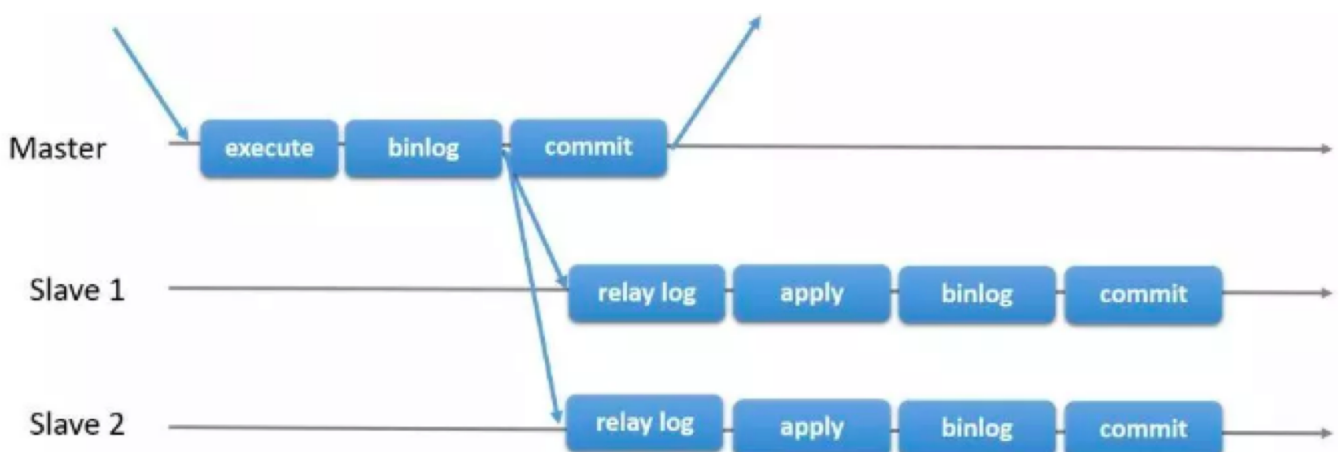 Master execute binlog commit
Slave 1 relay log apply binlog commit
Slave 2 relay log apply binlog commit